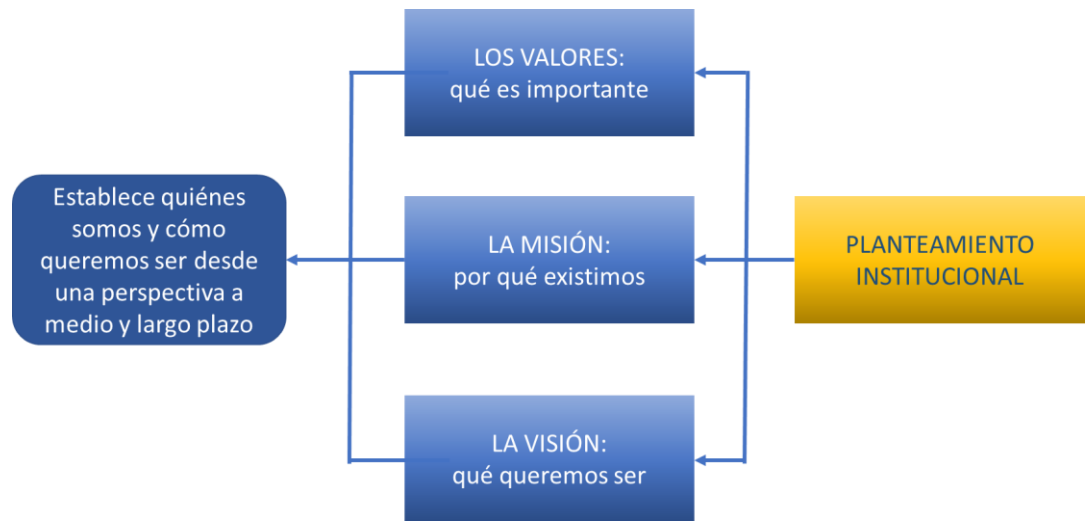 LOS VALORES:
qué es importante
Establece quiénes
somos y cómo
queremos ser desde
una perspectiva a
medio y largo plazo
LA MISIÓN:
por qué existimos
PLANTEAMIENTO
INSTITUCIONAL
LA VISIÓN:
qué queremos ser